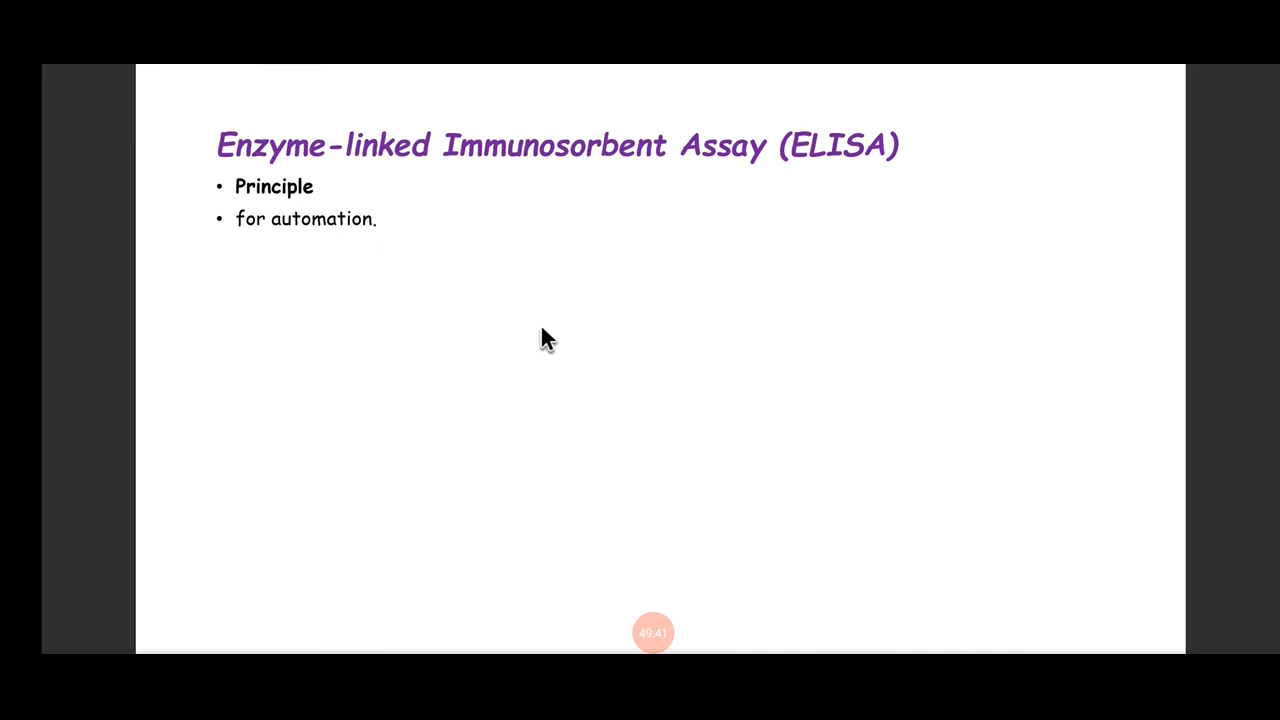 Enzyme-linked Immunosorbent Assay (ELISA)
• Principle
• for automation.
49:41